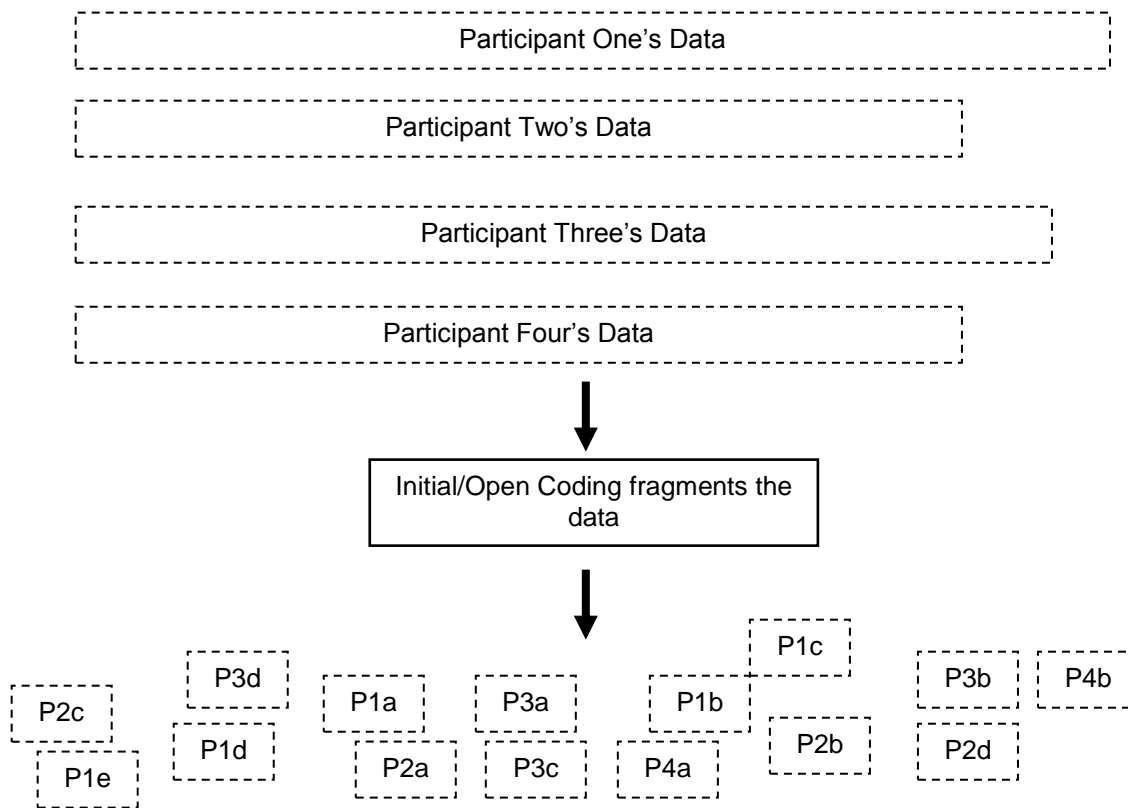 Participant One’s Data
Participant Two’s Data
Participant Three’s Data
Participant Four’s Data
Initial/Open Coding fragments the
data
P1c
P3d
P3b
P4b
P1a
P3a
P1b
P2c
P1d
P2b
P2d
P2a
P3c
P4a
P1e